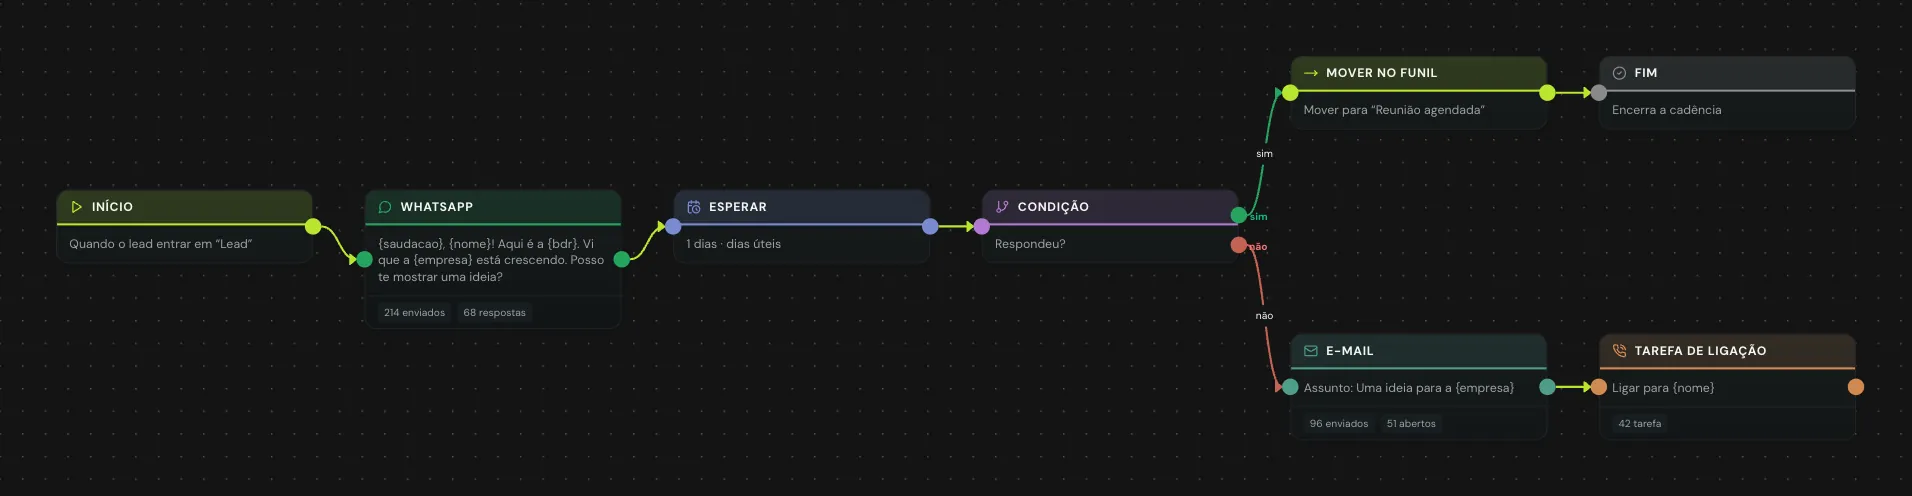 INÍCIO
Quando o lead entrar em “Lead”
WHATSAPP
{saudacao}, {nome}! Aqui é a {bdr}. Vi
que a {empresa} está crescendo. Posso
te mostrar uma ideia?
214 enviados
68 respostas
ESPERAR
1 dias · dias úteis
CONDIÇÃO
Respondeu?
sim
não
sim
MOVER NO FUNIL
Mover para “Reunião agendada”
FIM
Encerra a cadência
não
E-MAIL
Assunto: Uma ideia para a {empresa}
96 enviados
51 abertos
TAREFA DE LIGAÇÃO
Ligar para {nome}
42 tarefa